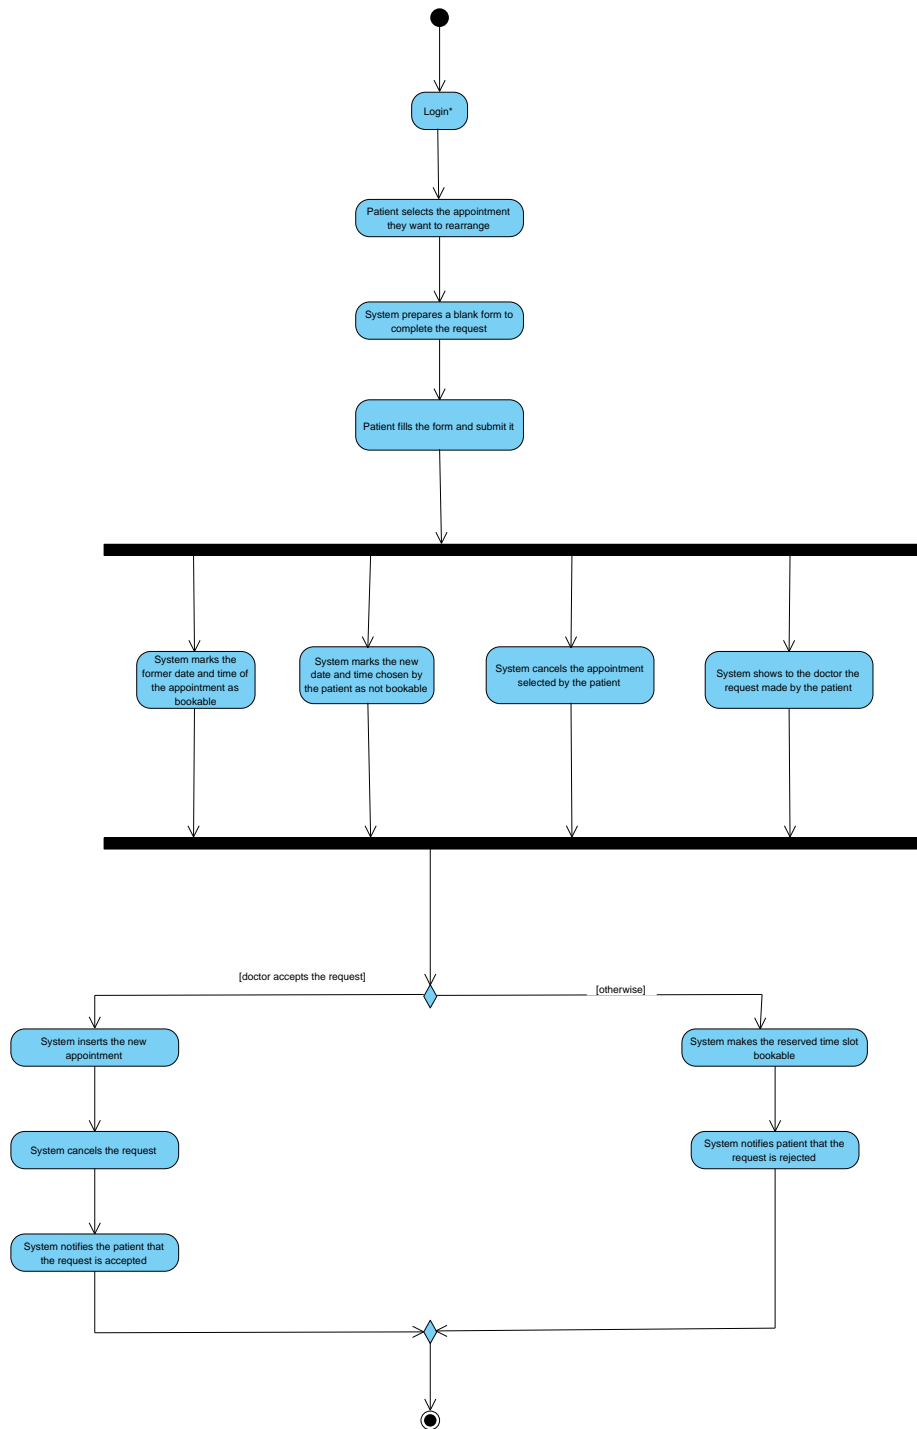 Login*
Patient selects the appointment
they want to rearrange
System prepares a blank form to
complete the request
Patient fills the form and submit it
System marks the
former date and time of
the appointment as
bookable
System marks the new
date and time chosen by
the patient as not bookable
System cancels the appointment
selected by the patient
System shows to the doctor the
request made by the patient
[doctor accepts the request]
[otherwise]
System inserts the new
appointment
System makes the reserved time slot
bookable
System cancels the request
System notifies patient that the
request is rejected
System notifies the patient that
the request is accepted